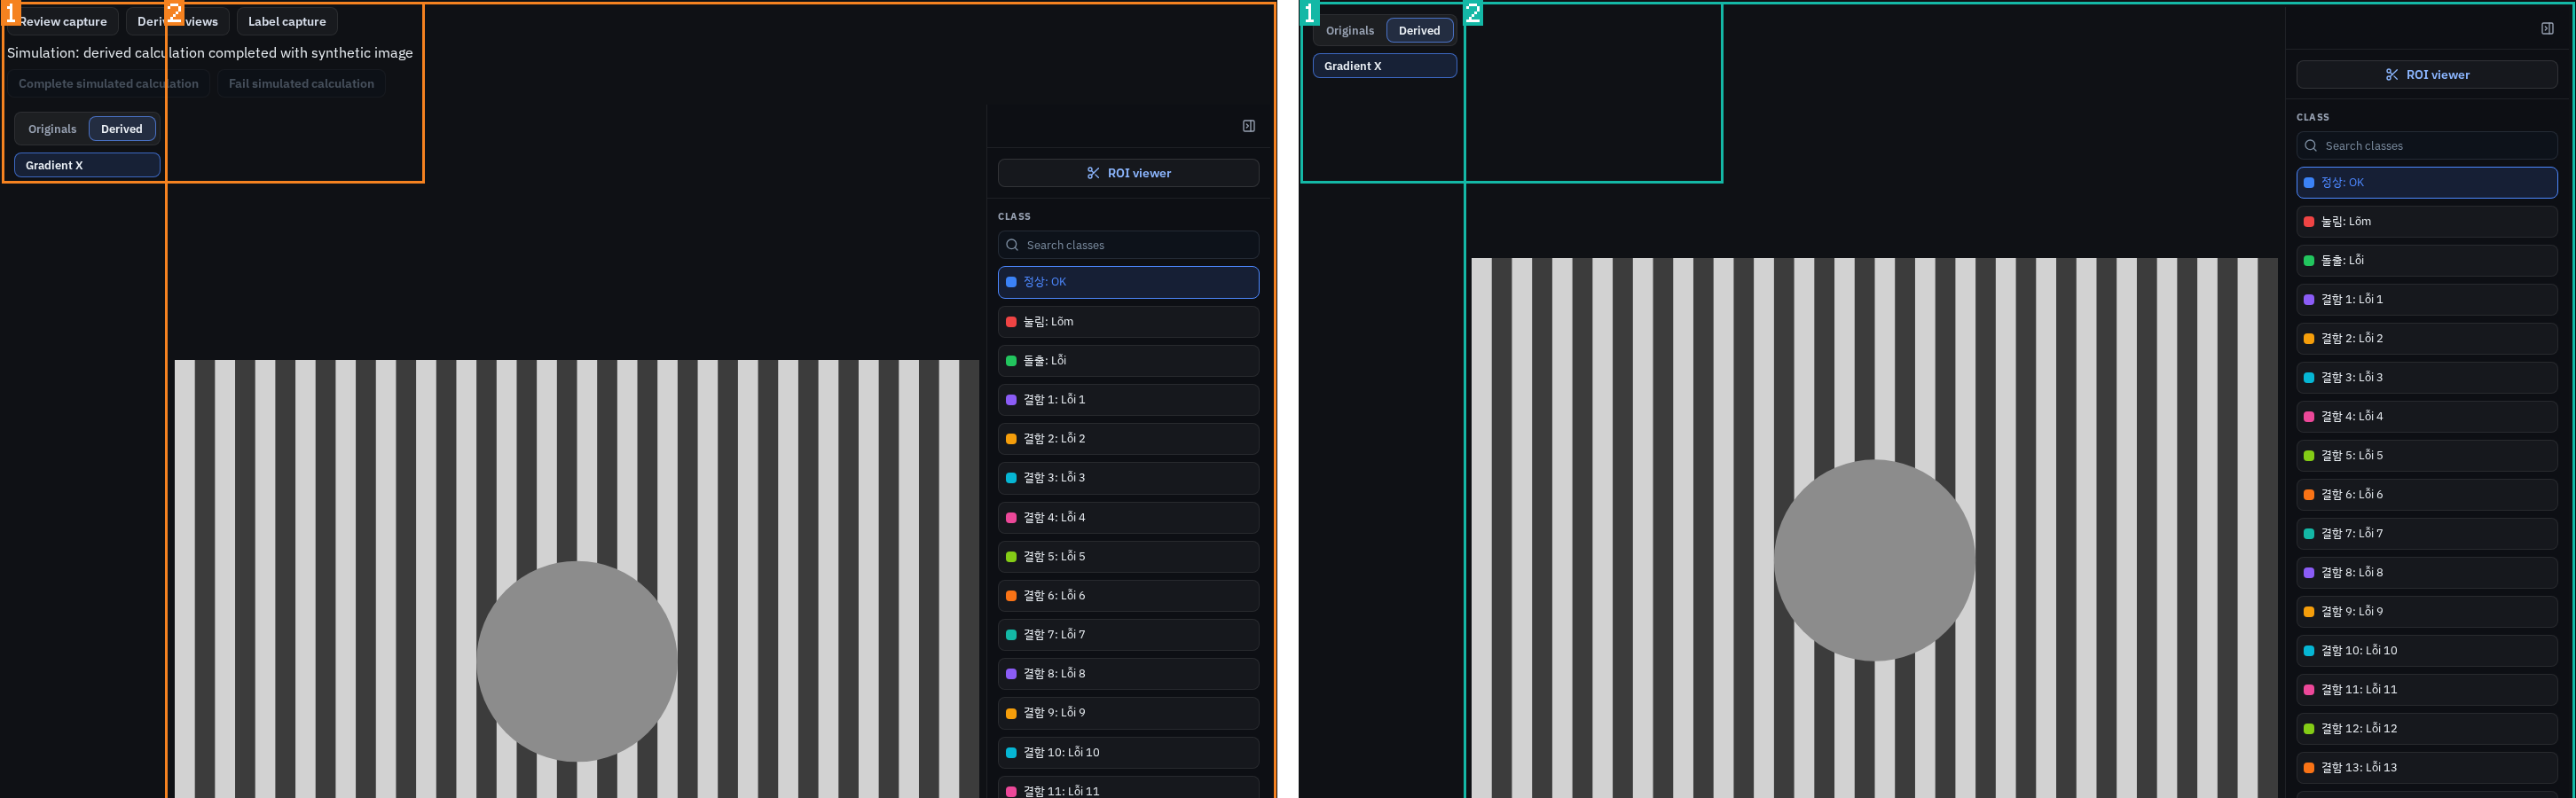 1
2
Review capture
Derived views
Label capture
Simulation: derived calculation completed with synthetic image
Complete simulated calculation
Fail simulated calculation
Originals
Derived
Gradient X
ROI viewer
CLASS
Search classes
정상: OK
눌림: Lõm
돌출: Lồi
결함 1: Lỗi 1
결함 2: Lỗi 2
결함 3: Lỗi 3
결함 4: Lỗi 4
결함 5: Lỗi 5
결함 6: Lỗi 6
결함 7: Lỗi 7
결함 8: Lỗi 8
결함 9: Lỗi 9
결함 10: Lỗi 10
결함 11: Lỗi 11
1
2
Originals
Derived
Gradient X
ROI viewer
CLASS
Search classes
정상: OK
눌림: Lõm
돌출: Lồi
결함 1: Lỗi 1
결함 2: Lỗi 2
결함 3: Lỗi 3
결함 4: Lỗi 4
결함 5: Lỗi 5
결함 6: Lỗi 6
결함 7: Lỗi 7
결함 8: Lỗi 8
결함 9: Lỗi 9
결함 10: Lỗi 10
결함 11: Lỗi 11
결함 12: Lỗi 12
결함 13: Lỗi 13